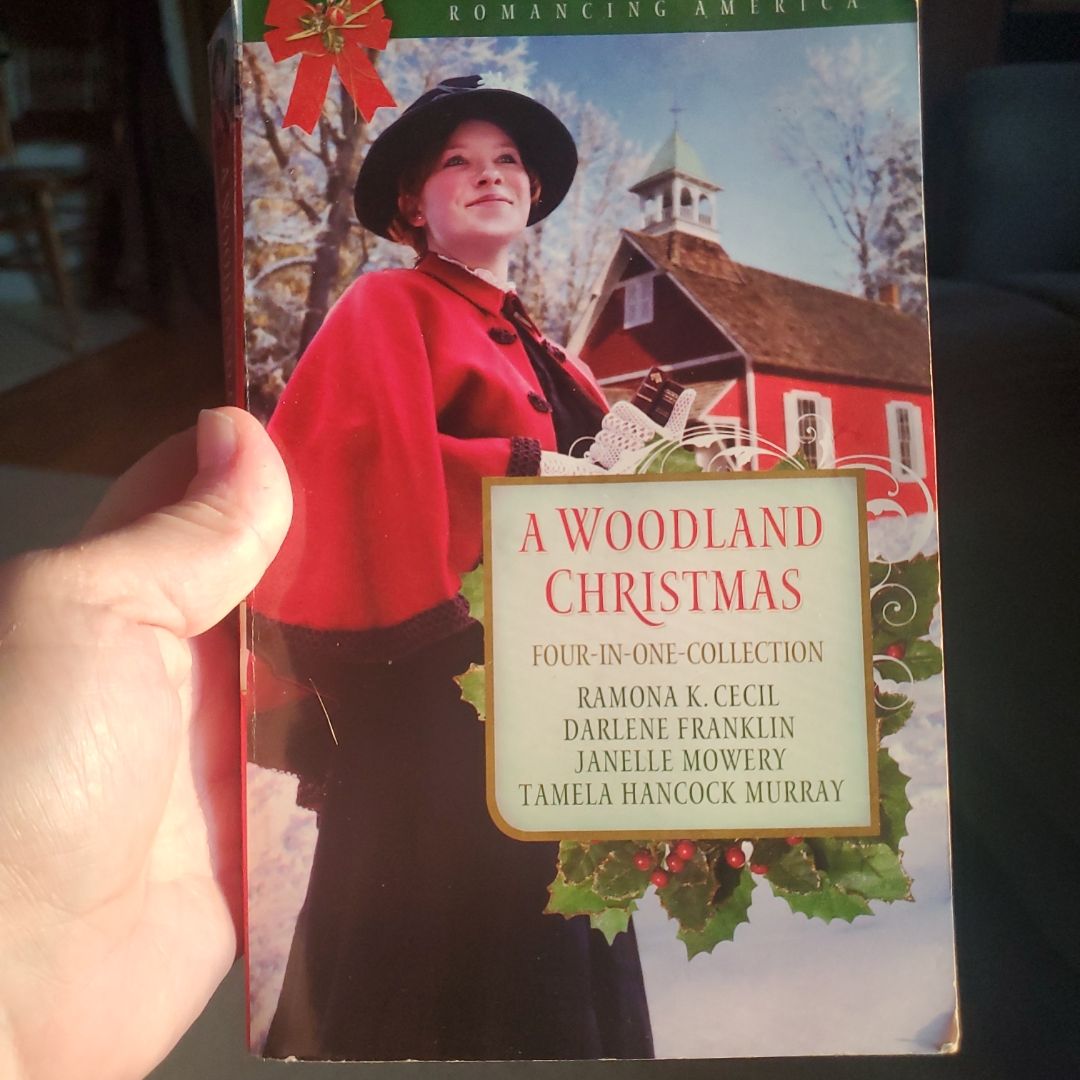 ROMANCING AMERICA
A WOODLAND
CHRISTMAS
FOUR-IN-ONE-COLLECTION
RAMONA K. CECIL
DARLENE FRANKLIN
JANELLE MOWERY
TAMELA HANCOCK MURRAY